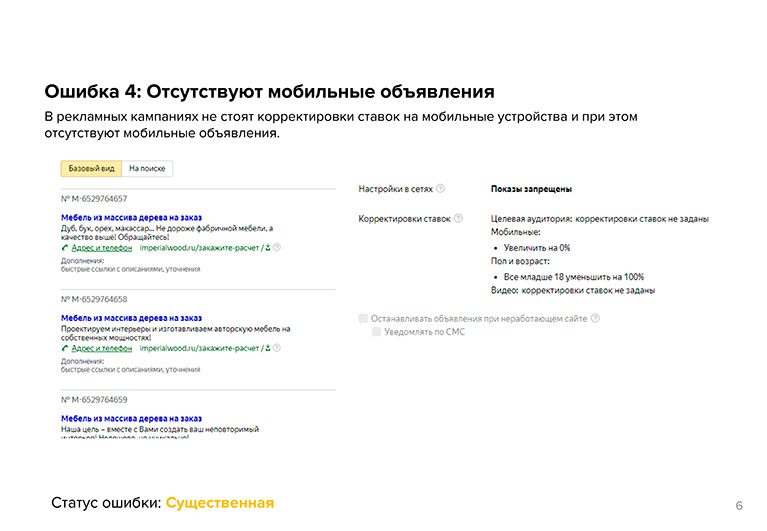 Ошибка 4: Отсутствуют мобильные объявления
В рекламных кампаниях не стоят корректировки ставок на мобильные устройства и при этом
отсутствуют мобильные объявления.
Базовый вид На поиске
№ M-6529764657
Мебель из массива дерева на заказ
Дуб, бук, орех, макассар... Не дороже фабричной мебели, а
качество выше! Обращайтесь!
Адрес и телефон imperialwood.ru/закажите-расчет /
Дополнения:
быстрые ссылки с описаниями, уточнения
№ M-6529764658
Мебель из массива дерева на заказ
Проектируем интерьеры и изготавливаем авторскую мебель на
собственных мощностях!
Адрес и телефон imperialwood.ru/закажите-расчет /
Дополнения:
быстрые ссылки с описаниями, уточнения
№ M-6529764659
Мебель из массива дерева на заказ
Наша цель – вместе с Вами создать ваш неповторимый
Настройки в сетях ? Показы запрещены
Корректировки ставок ? Целевая аудитория: корректировки ставок не заданы
Мобильные:
• Увеличить на 0%
Пол и возраст:
• Все младше 18 уменьшить на 100%
Видео: корректировки ставок не заданы
Останавливать объявления при неработающем сайте ?
Уведомлять по СМС
Статус ошибки: Существенная
6